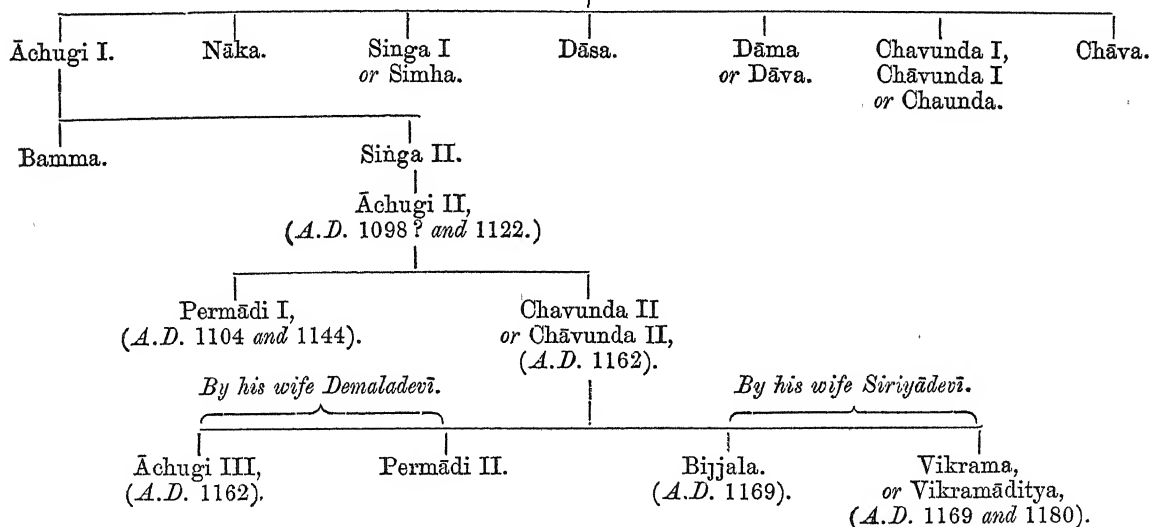 Āchugi I. Nāka. Singa I Dāsa. Dāma Chavunda I, Chāva.
or Simha. or Dāva. Chāvunda I
or Chaunda.
Bamma. Siṅga II.
Āchugi II,
(A.D. 1098? and 1122.)
Permādi I, Chavunda II
(A.D. 1104 and 1144). or Chāvunda II,
(A.D. 1162).
By his wife Demaladevī. By his wife Siriyādevī.
Āchugi III, Permādi II. Bijjala. Vikrama,
(A.D. 1162). (A.D. 1169). or Vikramāditya,
(A.D. 1169 and 1180).